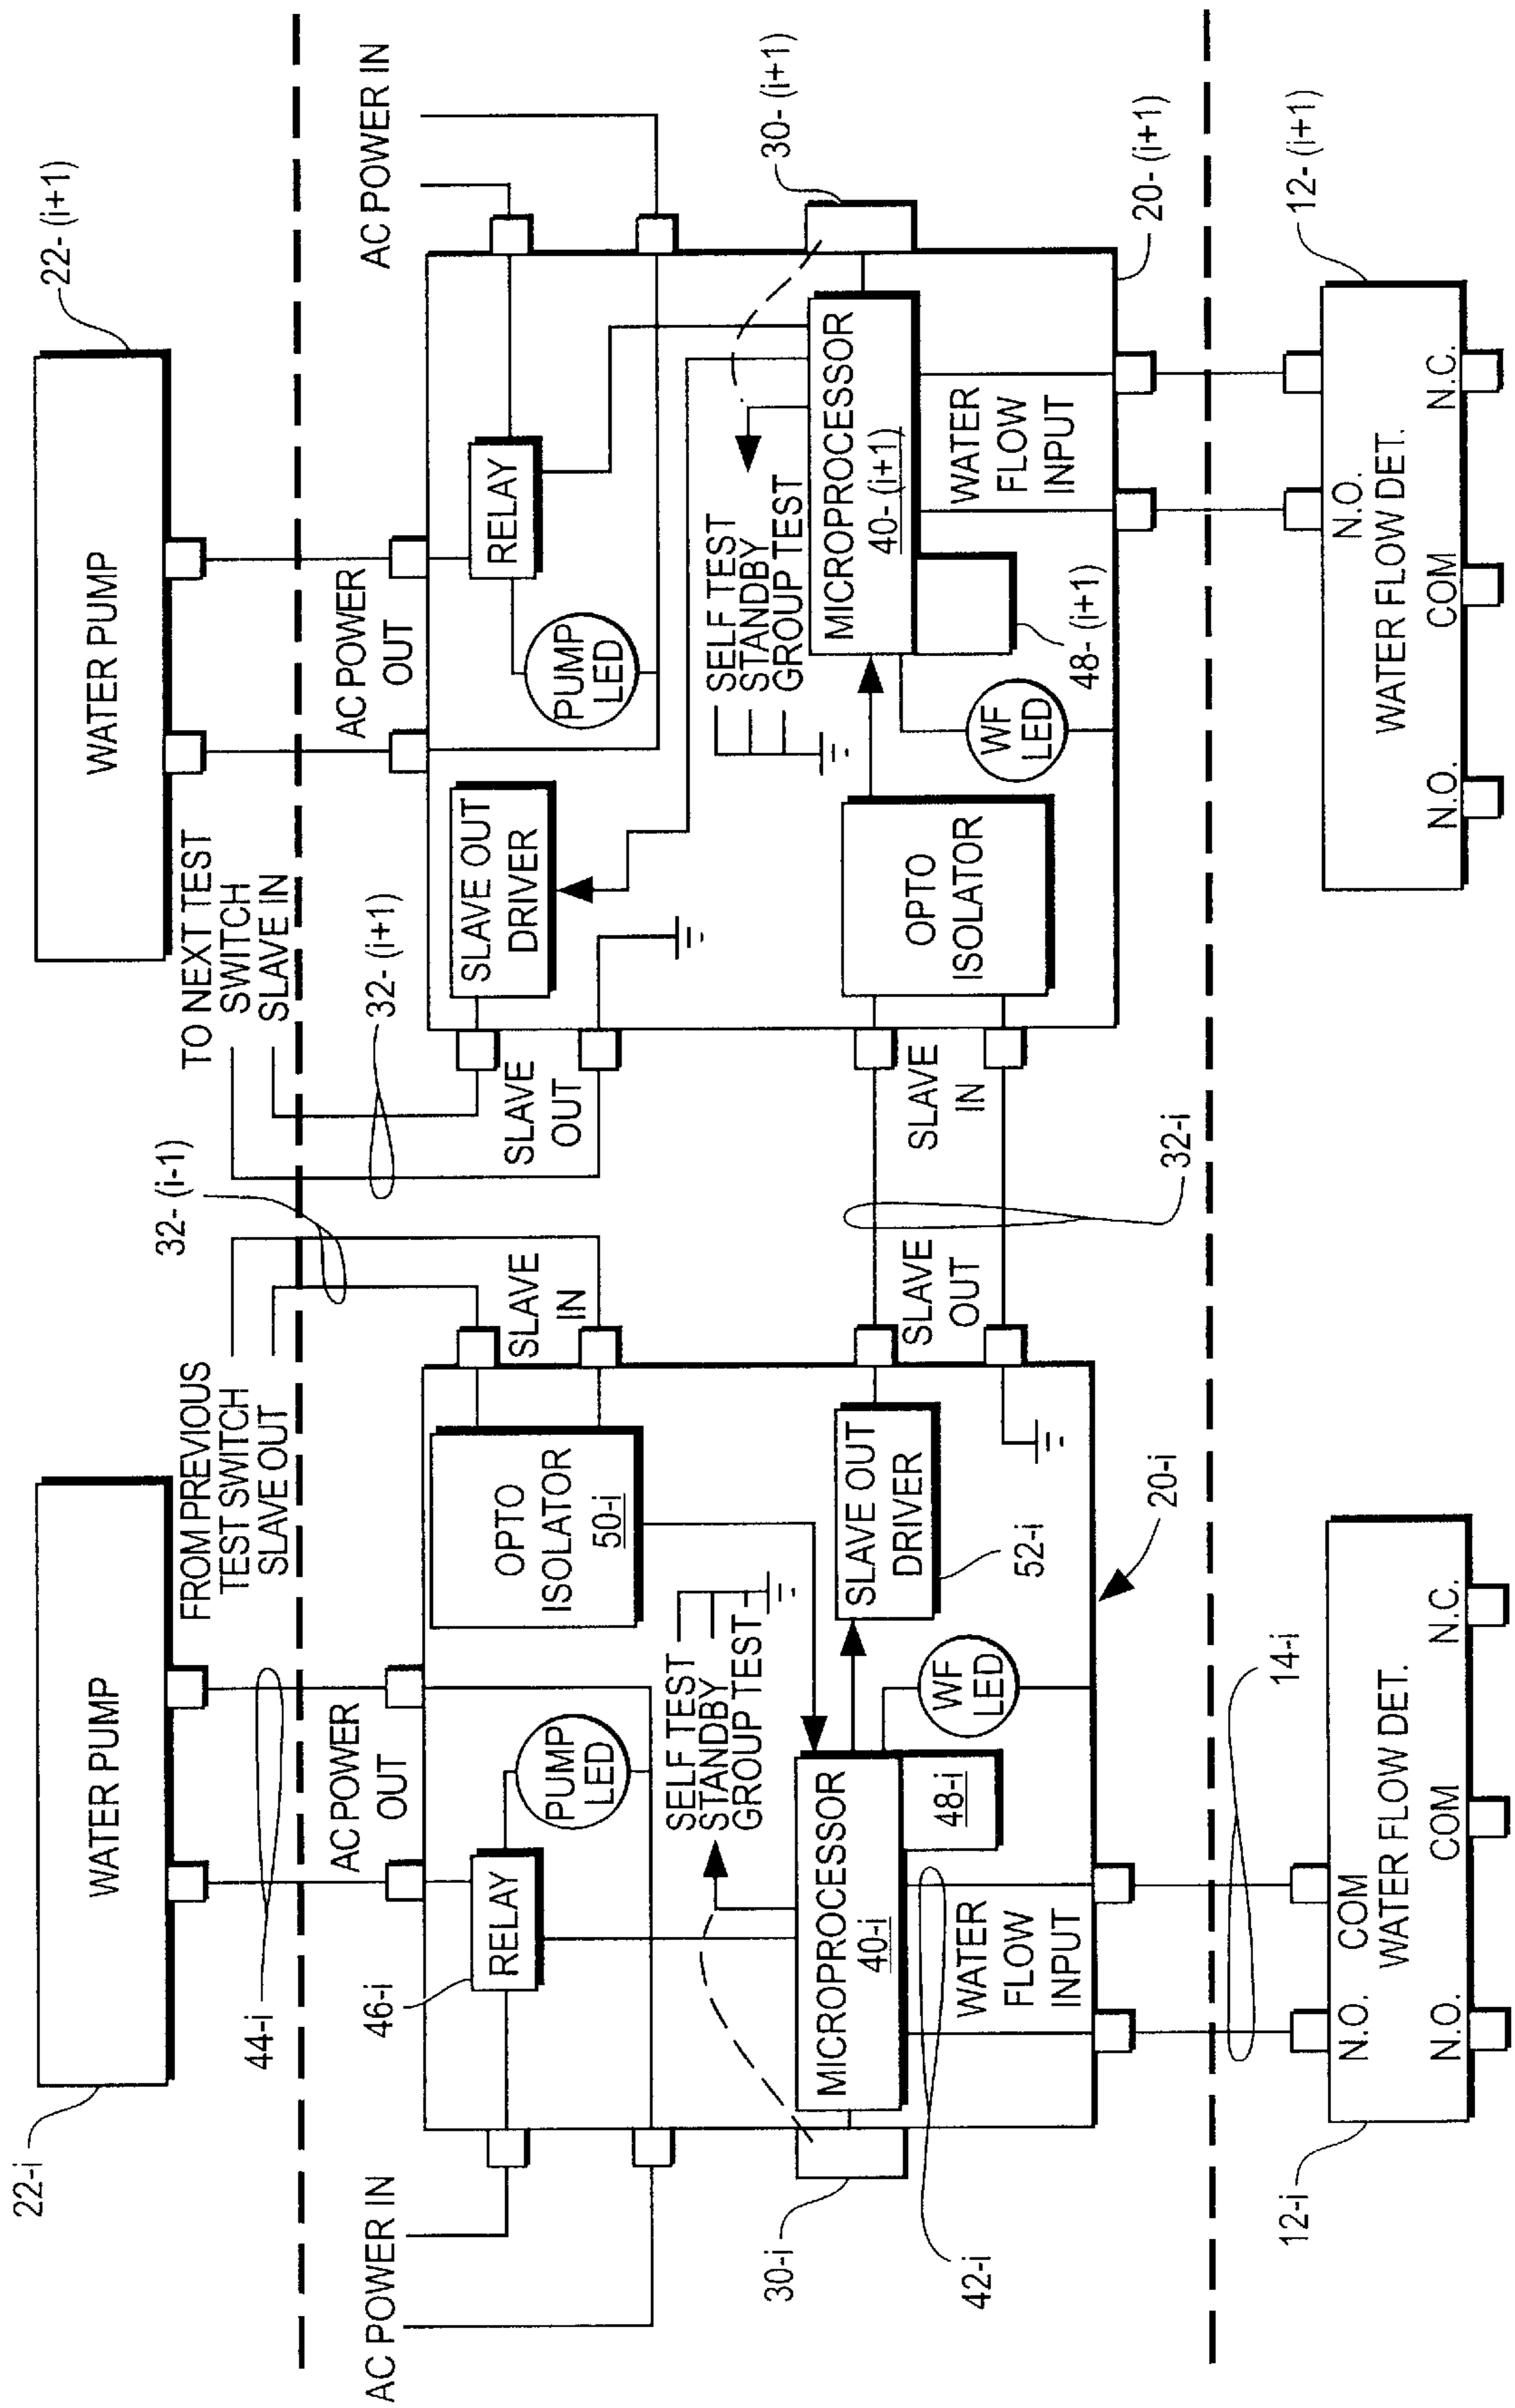 22-i
WATER PUMP
44-i
FROM PREVIOUS
TEST SWITCH
SLAVE OUT
32- (i-1)
AC POWER IN
AC POWER
OUT
46-i
RELAY
PUMP
LED
OPTO
ISOLATOR
50-i
SLAVE
IN
SELF TEST
STANDBY
GROUP TEST
30-i
MICROPROCESSOR
40-i
48-i
42-i
WATER
FLOW
INPUT
WF
LED
SLAVE OUT
DRIVER
52-i
SLAVE
OUT
20-i
32-i
14-i
12-i
N.O.
COM
WATER FLOW DET.
N.O.
COM
N.C.
22- (i+1)
WATER PUMP
TO NEXT TEST
SWITCH
SLAVE IN
32- (i+1)
AC POWER
OUT
AC POWER IN
SLAVE
OUT
SLAVE OUT
DRIVER
PUMP
LED
RELAY
SELF TEST
STANDBY
GROUP TEST
30- (i+1)
SLAVE
IN
OPTO
ISOLATOR
MICROPROCESSOR
40- (i+1)
WF
LED
48- (i+1)
WATER
FLOW
INPUT
20- (i+1)
12- (i+1)
N.O.
WATER FLOW DET.
N.O.
COM
N.C.